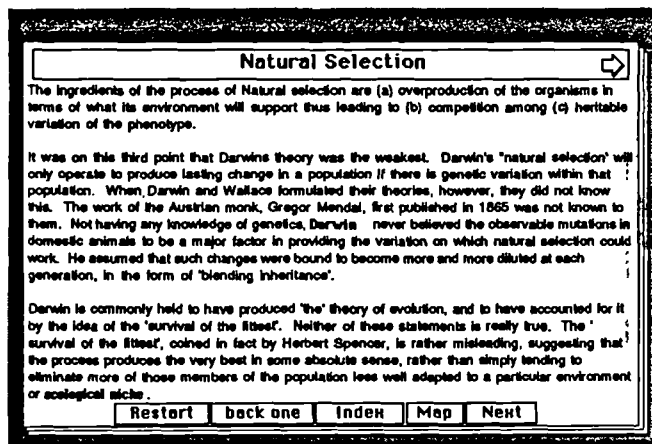 Natural Selection
The ingredients of the process of Natural selection are (a) overproduction of the organisms in
terms of what its environment will support thus leading to (b) competition among (c) heritable
variation of the phenotype.
It was on this third point that Darwins theory was the weakest. Darwin's "natural selection' will
only operate to produce lasting change in a population if there is genetic variation within that
population. When Darwin and Wallace formulated their theories, however, they did not know
this. The work of the Austrian monk, Gregor Mendal, first published in 1865 was not known to
them. Not having any knowledge of genetics, Darwin never believed the observable mutations in
domestic animals to be a major factor in providing the variation on which natural selection could
work. He assumed that such changes were bound to become more and more diluted at each
generation, in the form of 'blending inheritance'.
Darwin is commonly held to have produced 'the' theory of evolution, and to have accounted for it
by the idea of the 'survival of the fittest'. Neither of these statements is really true. The '
survival of the fittest', coined in fact by Herbert Spencer, is rather misleading, suggesting that
the process produces the very best in some absolute sense, rather than simply tending to
eliminate more of those members of the population less well adapted to a particular environment
or ecological niche .
Restart back one Index Map Next